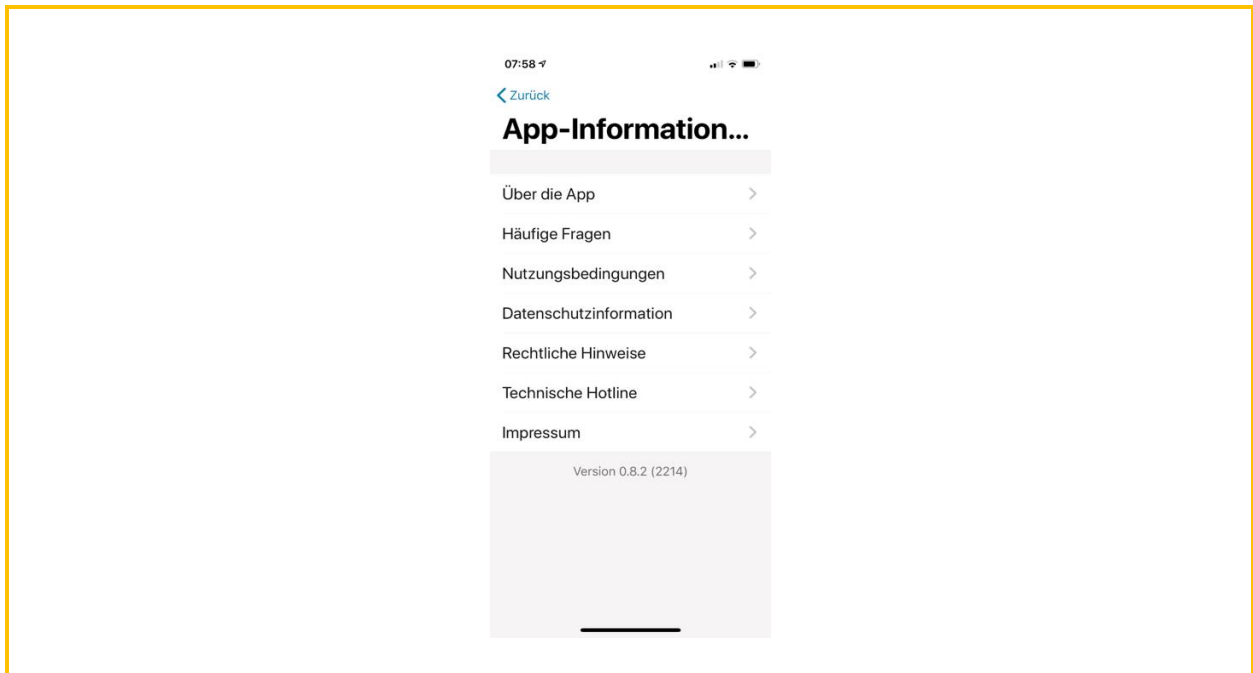 07:58
Zurück
App-Information...
Über die App
Häufige Fragen
Nutzungsbedingungen
Datenschutzinformation
Rechtliche Hinweise
Technische Hotline
Impressum
Version 0.8.2 (2214)